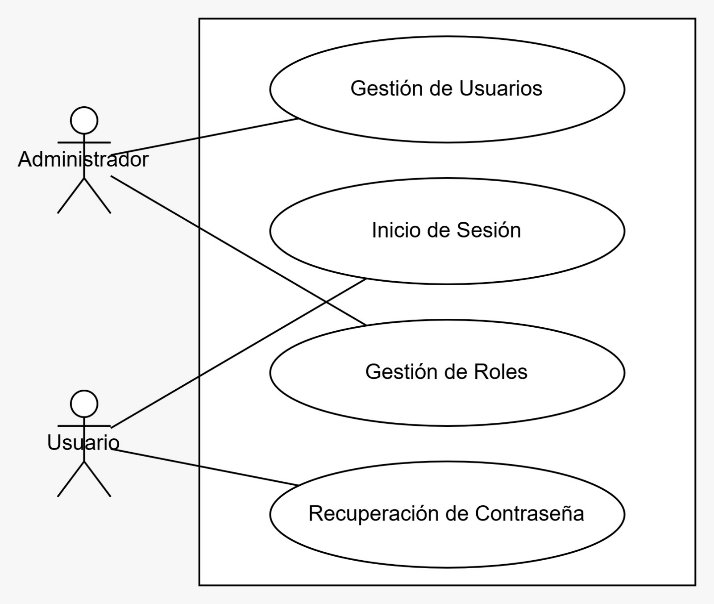 Gestión de Usuarios
Administrador
Inicio de Sesión
Gestión de Roles
Usuario
Recuperación de Contraseña